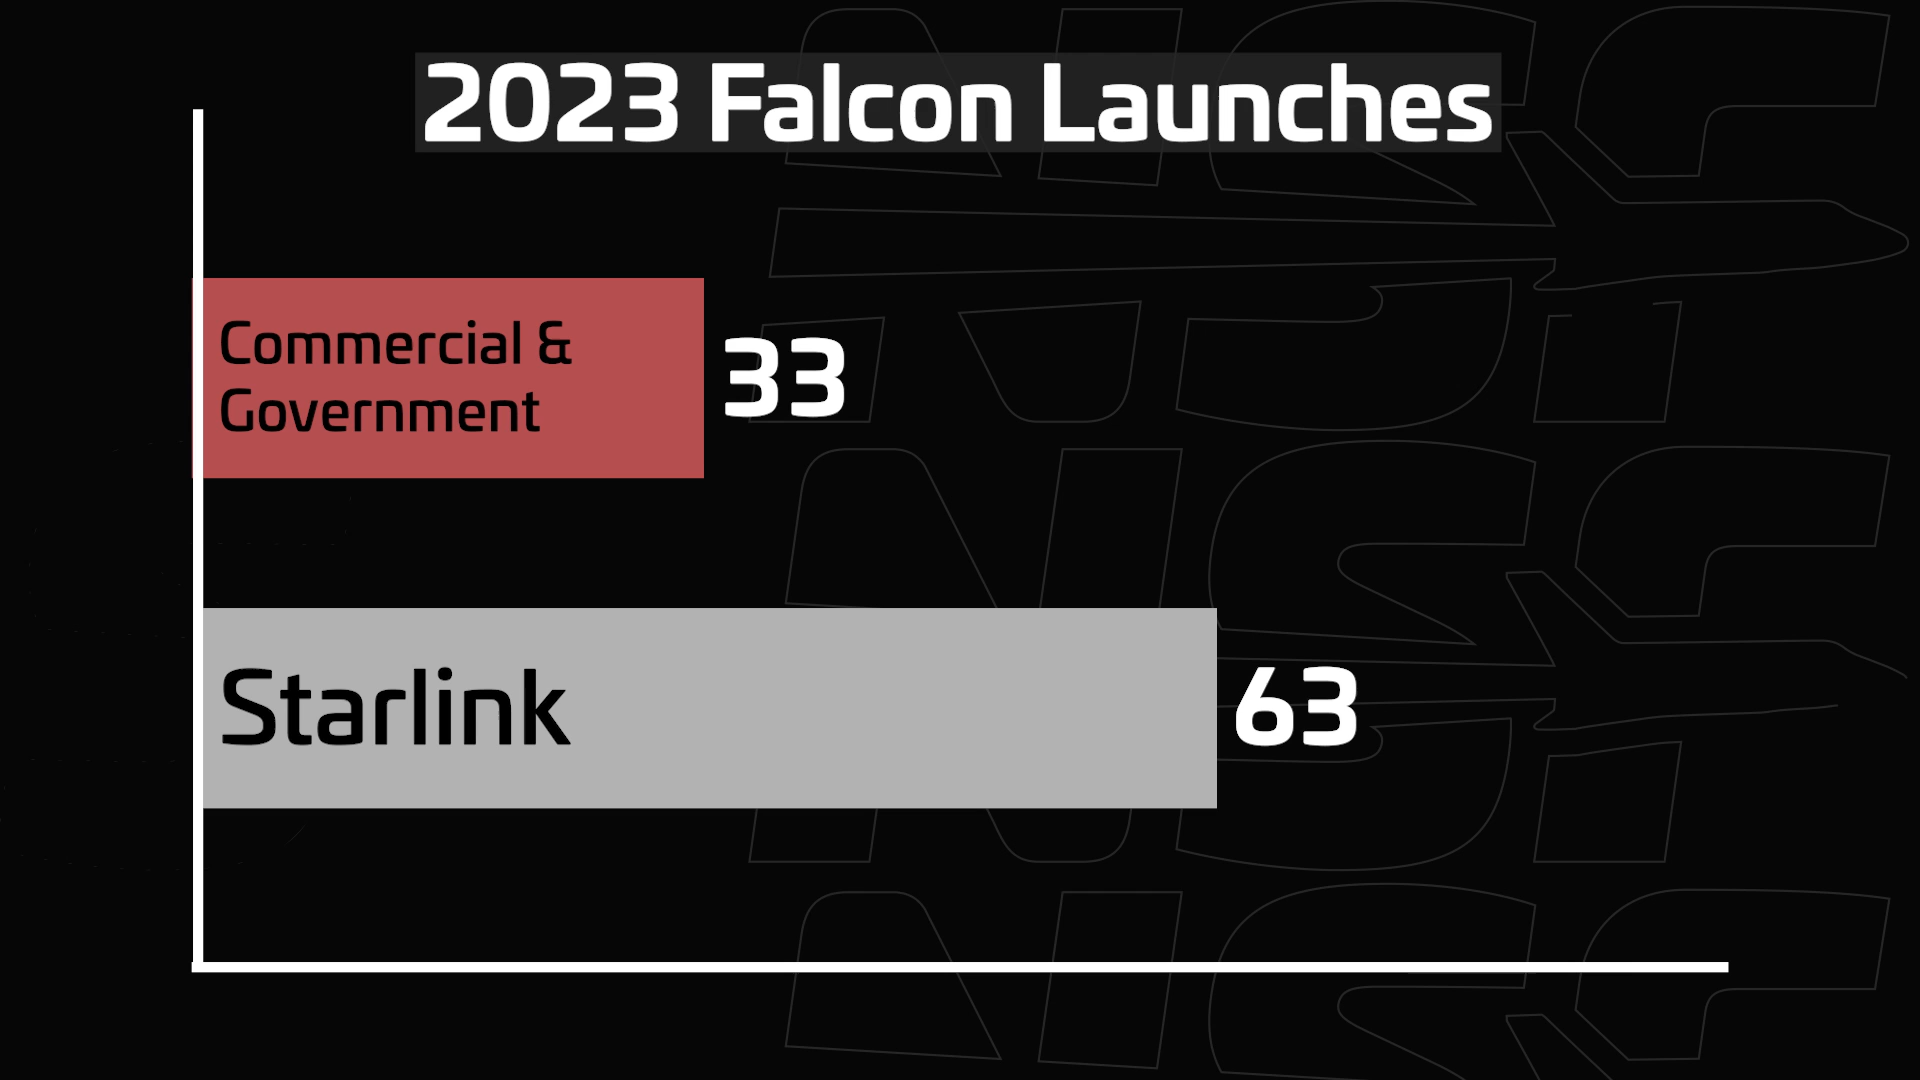 2023 Falcon Launches
Commercial &
Government
33
Starlink
63